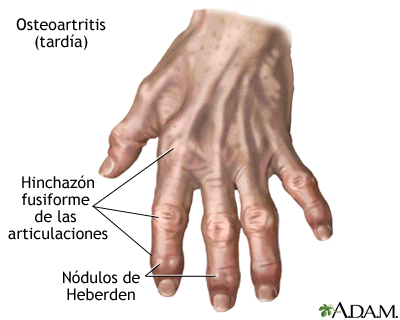 Osteoartritis
(tardía)
Hinchazón
fusiforme
de las
articulaciones
Nódulos de
Heberden
A.D.A.M.